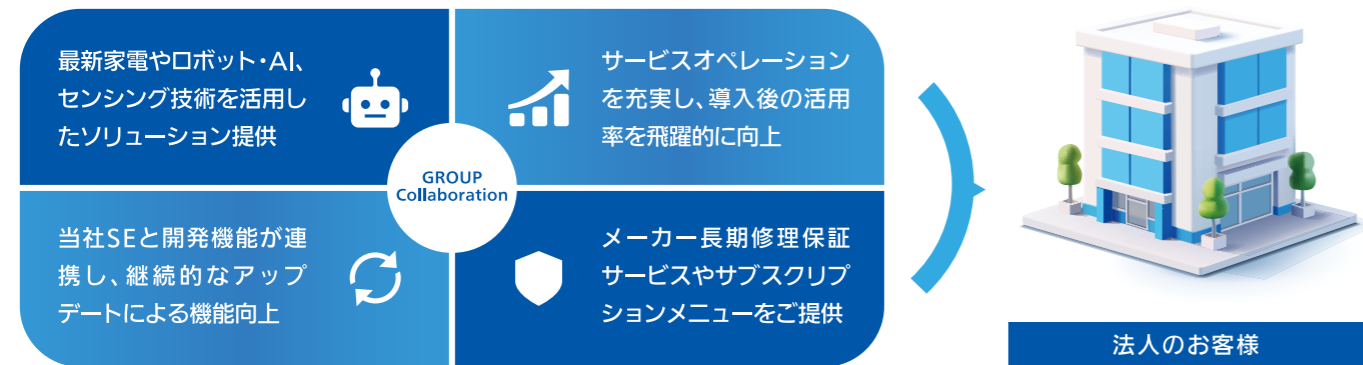 最新家電やロボット・AI、
センシング技術を活用し
たソリューション提供
サービスオペレーション
を充実し、導入後の活用
率を飛躍的に向上
GROUP
Collaboration
当社SEと開発機能が連
携し、継続的なアップ
デートによる機能向上
メーカー長期修理保証
サービスやサブスクリプ
ションメニューをご提供
法人のお客様